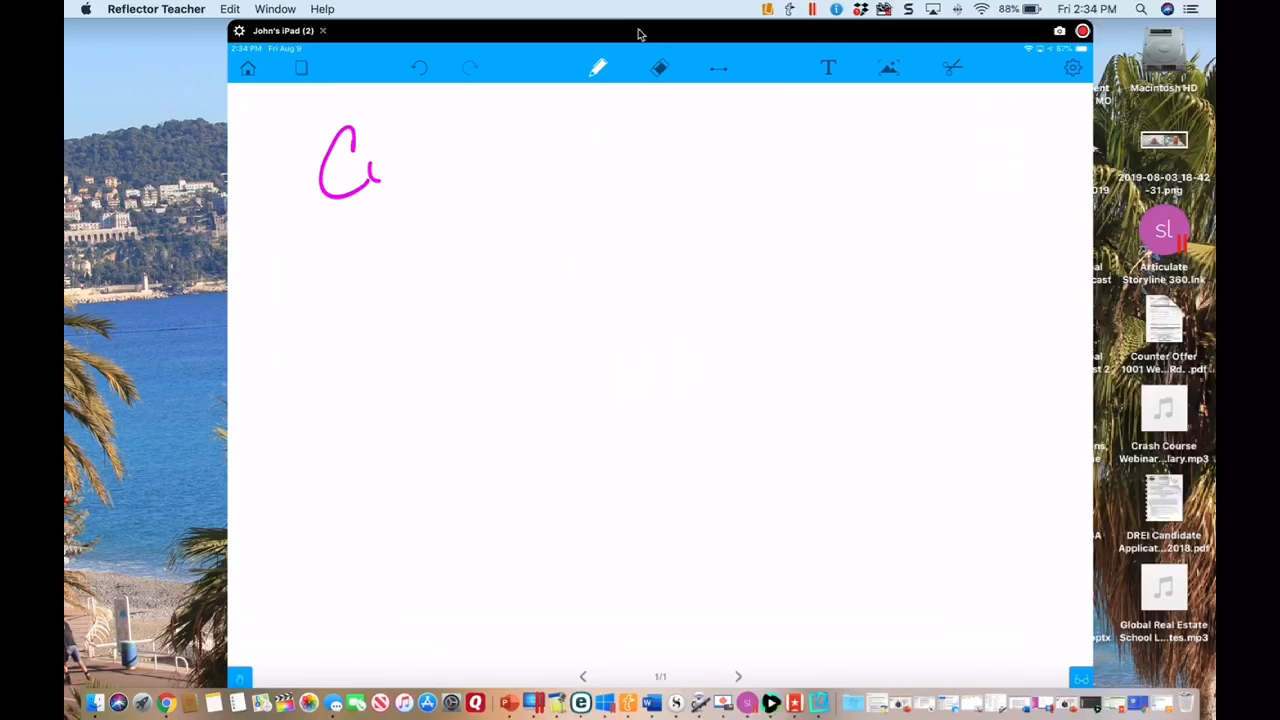 Reflector Teacher Edit Window Help 88% Fri 2:34 PM
John's iPad (2)
2:34 PM Fri Aug 9 87%
T
Macintosh HD
2019-08-03_18-42
-31.png
sl
Articulate
Storyline 360.lnk
Counter Offer
1001 We...Rd. .pdf
Crash Course
Webinar...lary.mp3
DREI Candidate
Applicat...2018.pdf
Global Real Estate
School L...tes.mp3
1/1